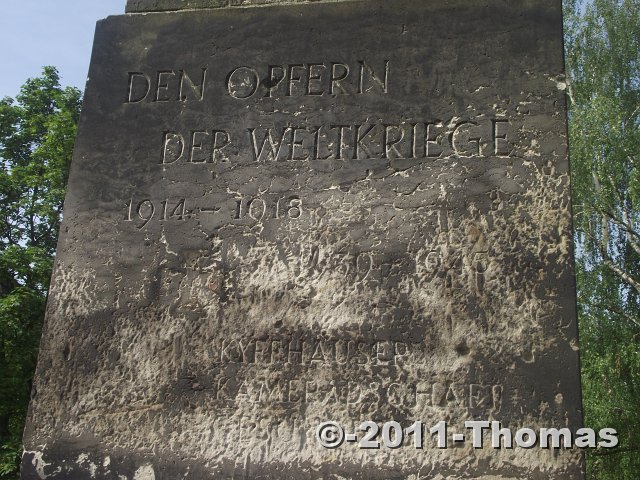 DEN OPFERN
DER WELTKRIEGE
1914 – 1918
1939 – 1945
KYFFHÄUSER
KAMERADSCHAFT
©-2011-Thomas